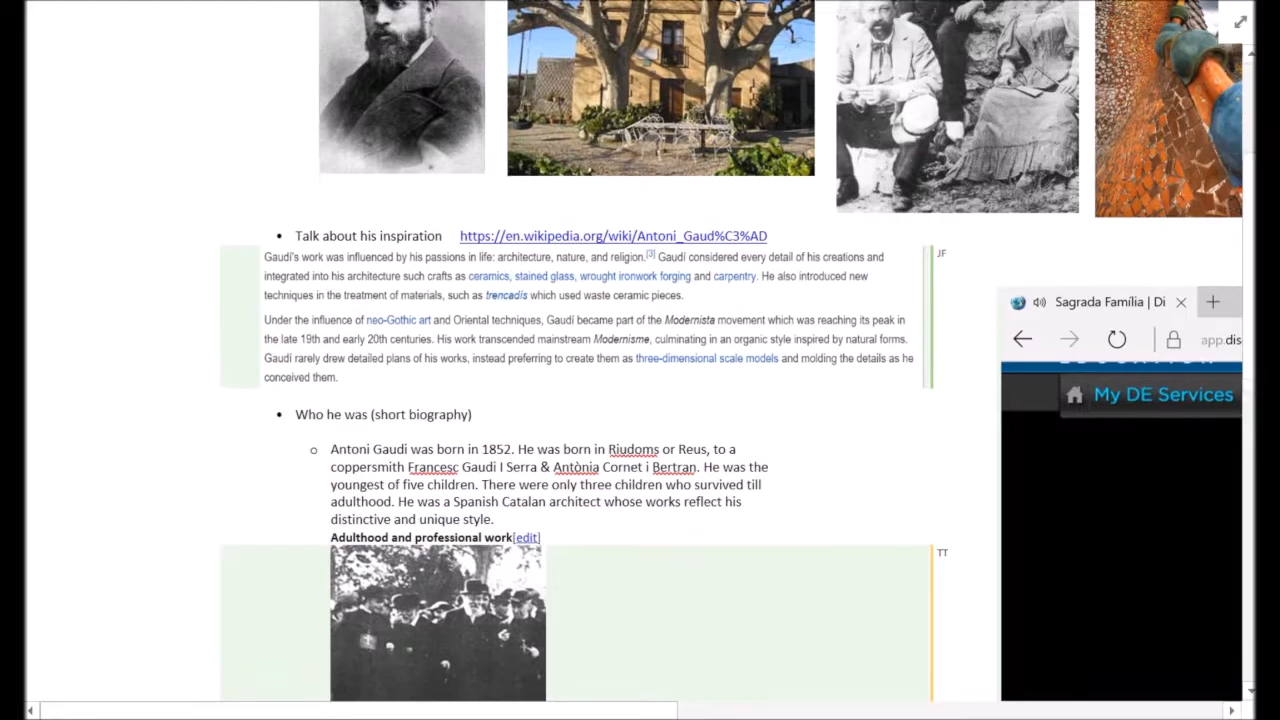 • Talk about his inspiration https://en.wikipedia.org/wiki/Antoni_Gaud%C3%AD
Gaudí's work was influenced by his passions in life: architecture, nature, and religion.[3] Gaudí considered every detail of his creations and
JF
integrated into his architecture such crafts as ceramics, stained glass, wrought ironwork forging and carpentry. He also introduced new
techniques in the treatment of materials, such as trencadís which used waste ceramic pieces.
Under the influence of neo-Gothic art and Oriental techniques, Gaudí became part of the Modernista movement which was reaching its peak in
the late 19th and early 20th centuries. His work transcended mainstream Modernisme, culminating in an organic style inspired by natural forms.
Gaudí rarely drew detailed plans of his works, instead preferring to create them as three-dimensional scale models and molding the details as he
conceived them.
Sagrada Família | Di
app.dis
My DE Services
• Who he was (short biography)
o Antoni Gaudi was born in 1852. He was born in Riudoms or Reus, to a
coppersmith Francesc Gaudi I Serra & Antònia Cornet i Bertran. He was the
youngest of five children. There were only three children who survived till
adulthood. He was a Spanish Catalan architect whose works reflect his
distinctive and unique style.
Adulthood and professional work[edit]
TT